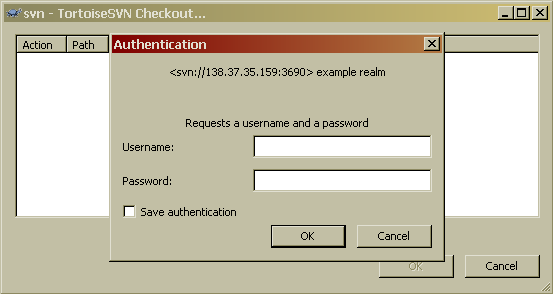 svn - TortoiseSVN Checkout...
Action Path
Authentication
<svn://138.37.35.159:3690> example realm
Requests a username and a password
Username:
Password:
Save authentication
OK Cancel
OK Cancel